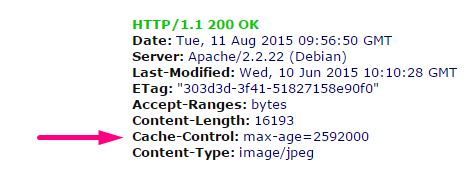 HTTP/1.1 200 OK
Date: Tue, 11 Aug 2015 09:56:50 GMT
Server: Apache/2.2.22 (Debian)
Last-Modified: Wed, 10 Jun 2015 10:10:28 GMT
ETag: "303d3d-3f41-51827158e90f0"
Accept-Ranges: bytes
Content-Length: 16193
Cache-Control: max-age=2592000
Content-Type: image/jpeg